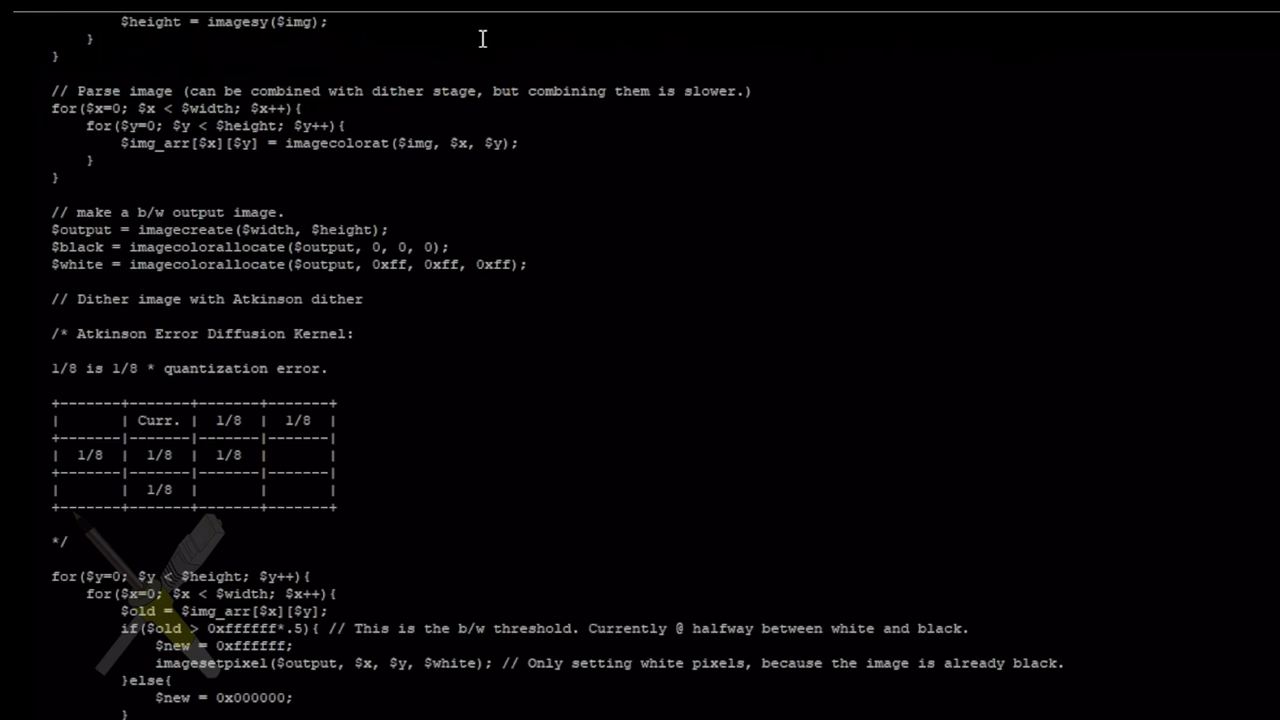 $height = imagesy($img);
}
}
// Parse image (can be combined with dither stage, but combining them is slower.)
for($x=0; $x < $width; $x++){
for($y=0; $y < $height; $y++){
$img_arr[$x][$y] = imagecolorat($img, $x, $y);
}
}
// make a b/w output image.
$output = imagecreate($width, $height);
$black = imagecolorallocate($output, 0, 0, 0);
$white = imagecolorallocate($output, 0xff, 0xff, 0xff);
// Dither image with Atkinson dither
/* Atkinson Error Diffusion Kernel:
1/8 is 1/8 * quantization error.
+-------+-------+-------+-------+
|       | Curr. |  1/8  |  1/8  |
+-------|-------|-------|-------|
|  1/8  |  1/8  |  1/8  |       |
+-------|-------|-------|-------|
|       |  1/8  |       |       |
+-------+-------+-------+-------+
*/
for($y=0; $y < $height; $y++){
for($x=0; $x < $width; $x++){
$old = $img_arr[$x][$y];
if($old > 0xffffff*.5){ // This is the b/w threshold. Currently @ halfway between white and black.
$new = 0xffffff;
imagesetpixel($output, $x, $y, $white); // Only setting white pixels, because the image is already black.
}else{
$new = 0x000000;
}